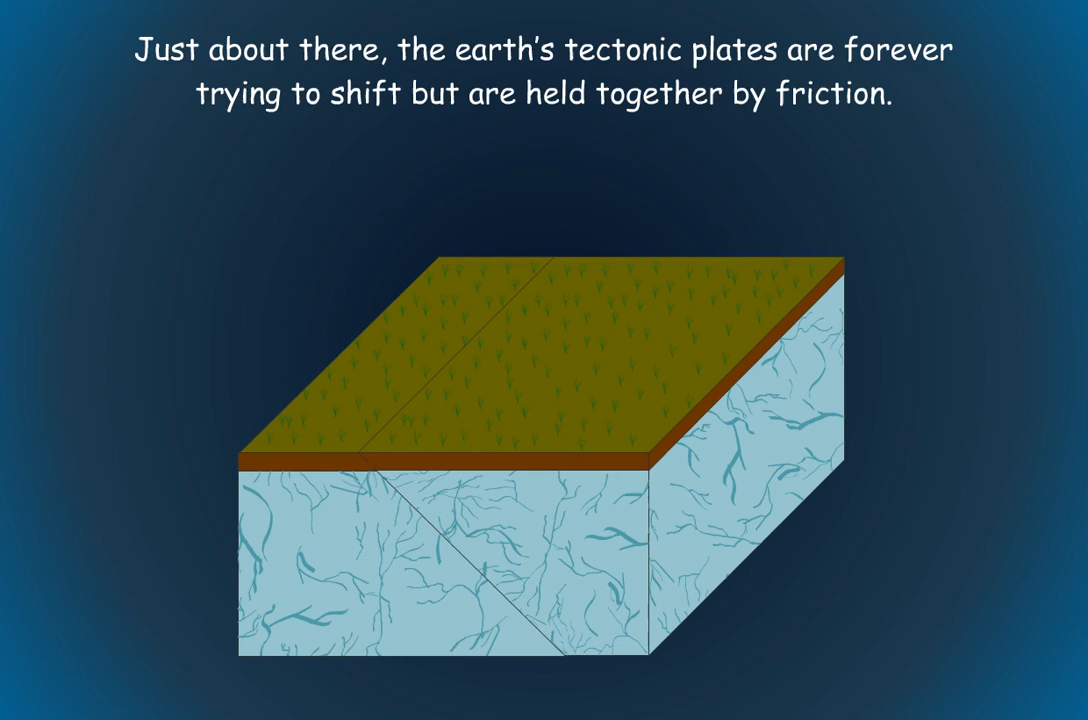 Just about there, the earth's tectonic plates are forever
trying to shift but are held together by friction.